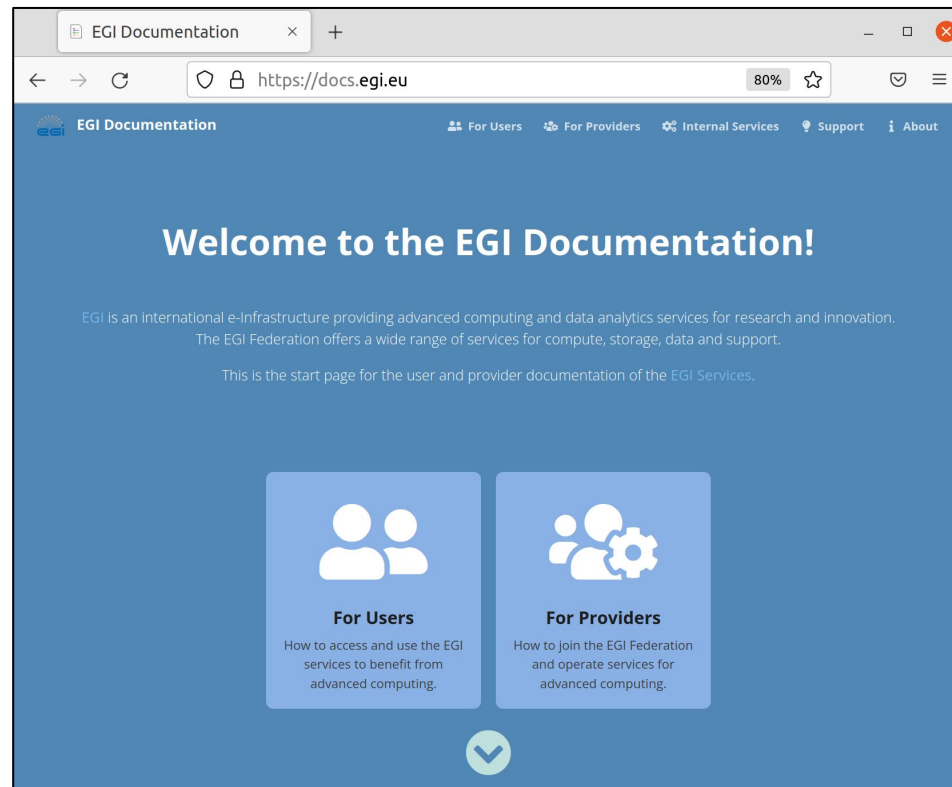 EGI Documentation
https://docs.egi.eu
80%
egi EGI Documentation For Users For Providers Internal Services Support About
Welcome to the EGI Documentation!
EGI is an international e-Infrastructure providing advanced computing and data analytics services for research and innovation.
The EGI Federation offers a wide range of services for compute, storage, data and support.
This is the start page for the user and provider documentation of the EGI Services.
For Users
How to access and use the EGI
services to benefit from
advanced computing.
For Providers
How to join the EGI Federation
and operate services for
advanced computing.